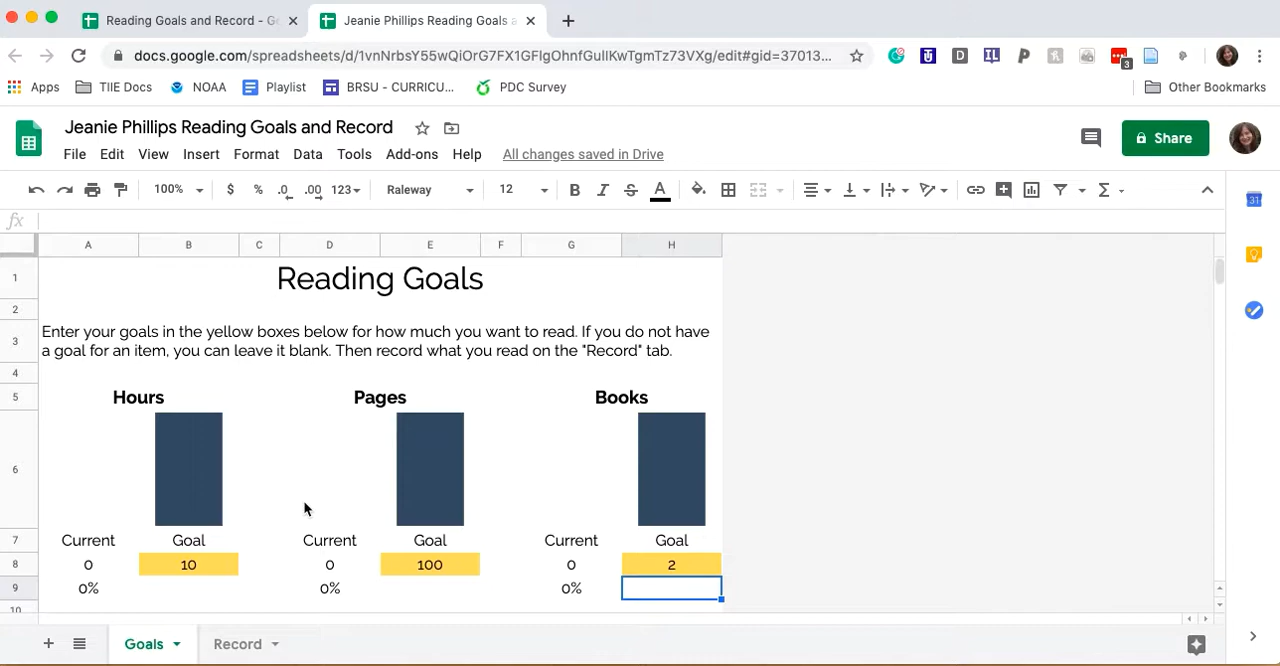 Reading Goals and Record - Go
Jeanie Phillips Reading Goals a
docs.google.com/spreadsheets/d/1vnNrbsY55wQiOrG7FX1GFlgOhnfGullKwTgmTz73VXg/edit#gid=37013...
3
Apps TIIE Docs NOAA Playlist BRSU - CURRICU... PDC Survey Other Bookmarks
Jeanie Phillips Reading Goals and Record
Share
File Edit View Insert Format Data Tools Add-ons Help All changes saved in Drive
100% $ % .0 .00 123 Raleway 12 B I S A Σ
31
fx
A B C D E F G H
1 Reading Goals
2
Enter your goals in the yellow boxes below for how much you want to read. If you do not have
3
a goal for an item, you can leave it blank. Then record what you read on the "Record" tab.
4
5 Hours Pages Books
6
7 Current Goal Current Goal Current Goal
8 0 10 0 100 0 2
9 0% 0% 0%
10
Goals Record